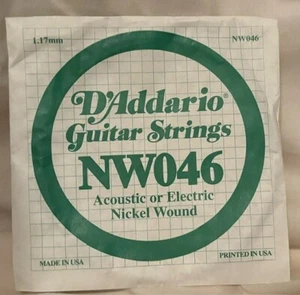 1.17mm NW046
D'Addario®
Guitar Strings
NW046
Acoustic or Electric
Nickel Wound
MADE IN USA PRINTED IN USA